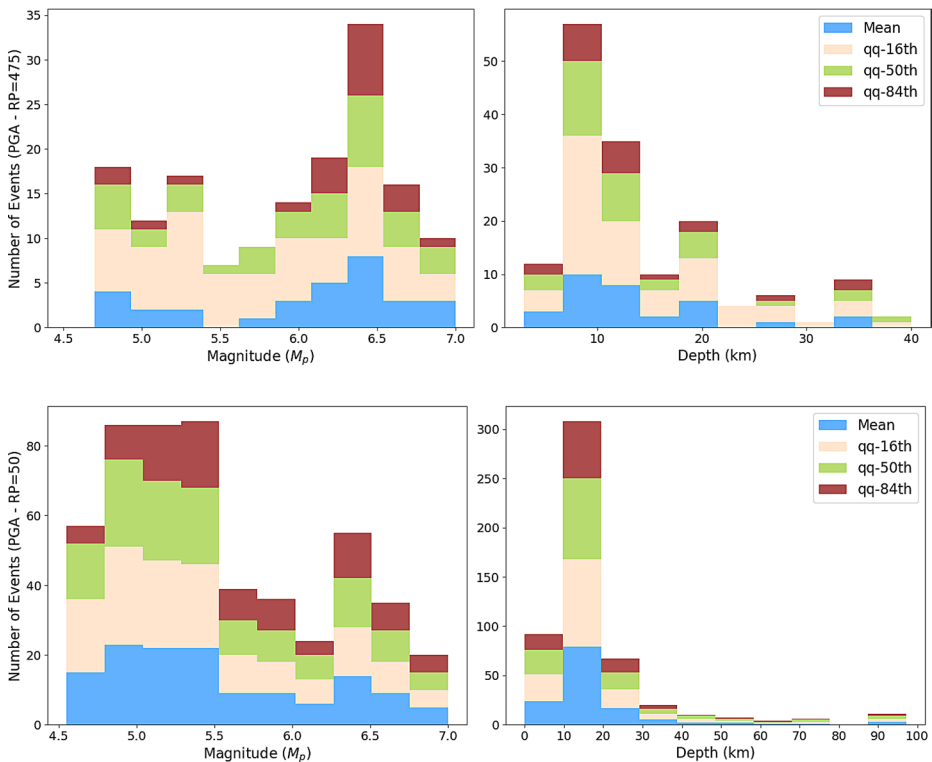 Number of Events (PGA - RP=475)
35
30
25
20
15
10
5
0
4.5 5.0 5.5 6.0 6.5 7.0
Magnitude (Mp)
50
40
30
20
10
0
10 20 30 40
Depth (km)
Mean
qq-16th
qq-50th
qq-84th
Number of Events (PGA - RP=50)
80
60
40
20
0
4.5 5.0 5.5 6.0 6.5 7.0
Magnitude (Mp)
300
250
200
150
100
50
0
0 10 20 30 40 50 60 70 80 90 100
Depth (km)
Mean
qq-16th
qq-50th
qq-84th